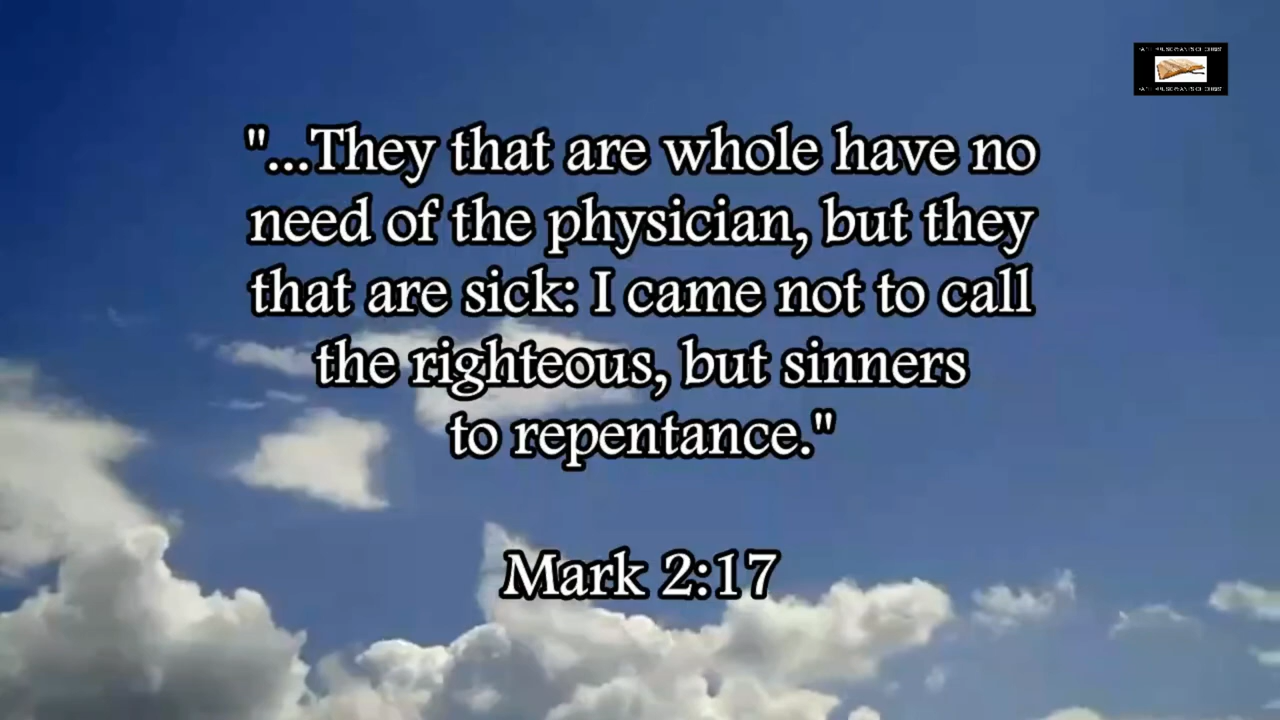 "...They that are whole have no
need of the physician, but they
that are sick: I came not to call
the righteous, but sinners
to repentance."
Mark 2:17